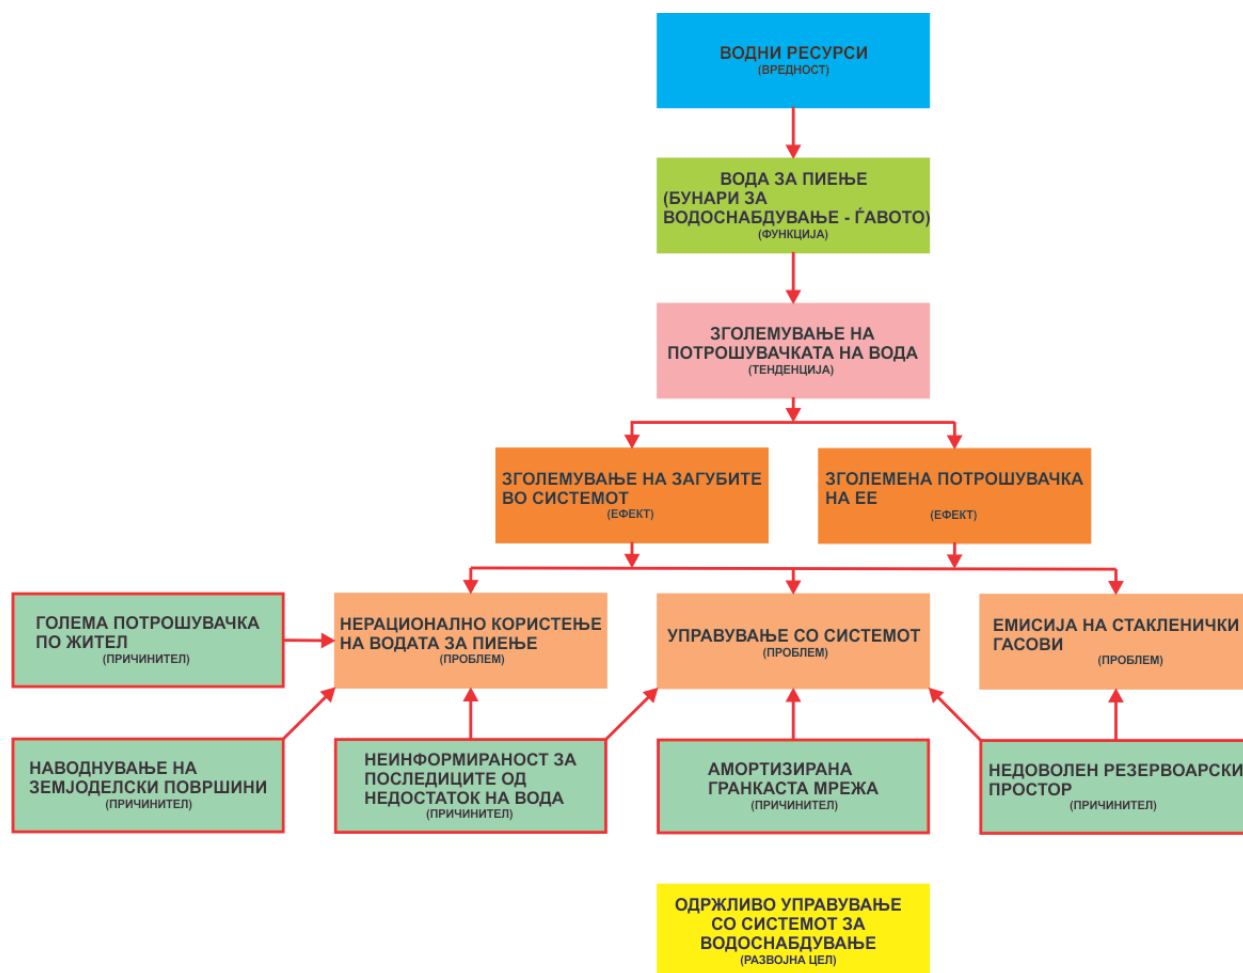 ВОДНИ РЕСУРСИ
(ВРЕДНОСТ)
ВОДА ЗА ПИЕЊЕ
(БУНАРИ ЗА
ВОДОСНАБДУВАЊЕ - ЃАВОТО)
(ФУНКЦИЈА)
ЗГОЛЕМУВАЊЕ НА
ПОТРОШУВАЧКАТА НА ВОДА
(ТЕНДЕНЦИЈА)
ЗГОЛЕМУВАЊЕ НА ЗАГУБИТЕ
ВО СИСТЕМОТ
(ЕФЕКТ)
ЗГОЛЕМЕНА ПОТРОШУВАЧКА
НА ЕЕ
(ЕФЕКТ)
ГОЛЕМА ПОТРОШУВАЧКА
ПО ЖИТЕЛ
(ПРИЧИНИТЕЛ)
НЕРАЦИОНАЛНО КОРИСТЕЊЕ
НА ВОДАТА ЗА ПИЕЊЕ
(ПРОБЛЕМ)
УПРАВУВАЊЕ СО СИСТЕМОТ
(ПРОБЛЕМ)
ЕМИСИЈА НА СТАКЛЕНИЧКИ
ГАСОВИ
(ПРОБЛЕМ)
НАВОДНУВАЊЕ НА
ЗЕМЈОДЕЛСКИ ПОВРШИНИ
(ПРИЧИНИТЕЛ)
НЕИНФОРМИРАНОСТ ЗА
ПОСЛЕДИЦИТЕ ОД
НЕДОСТАТОК НА ВОДА
(ПРИЧИНИТЕЛ)
АМОРТИЗИРАНА
ГРАНКАСТА МРЕЖА
(ПРИЧИНИТЕЛ)
НЕДОВОЛЕН РЕЗЕРВОАРСКИ
ПРОСТОР
(ПРИЧИНИТЕЛ)
ОДРЖЛИВО УПРАВУВАЊЕ
СО СИСТЕМОТ ЗА
ВОДОСНАБДУВАЊЕ
(РАЗВОЈНА ЦЕЛ)